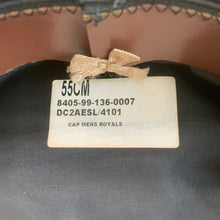 55CM
8405-99-136-0007
DC2AESL/4101
CAP MENS ROYALS